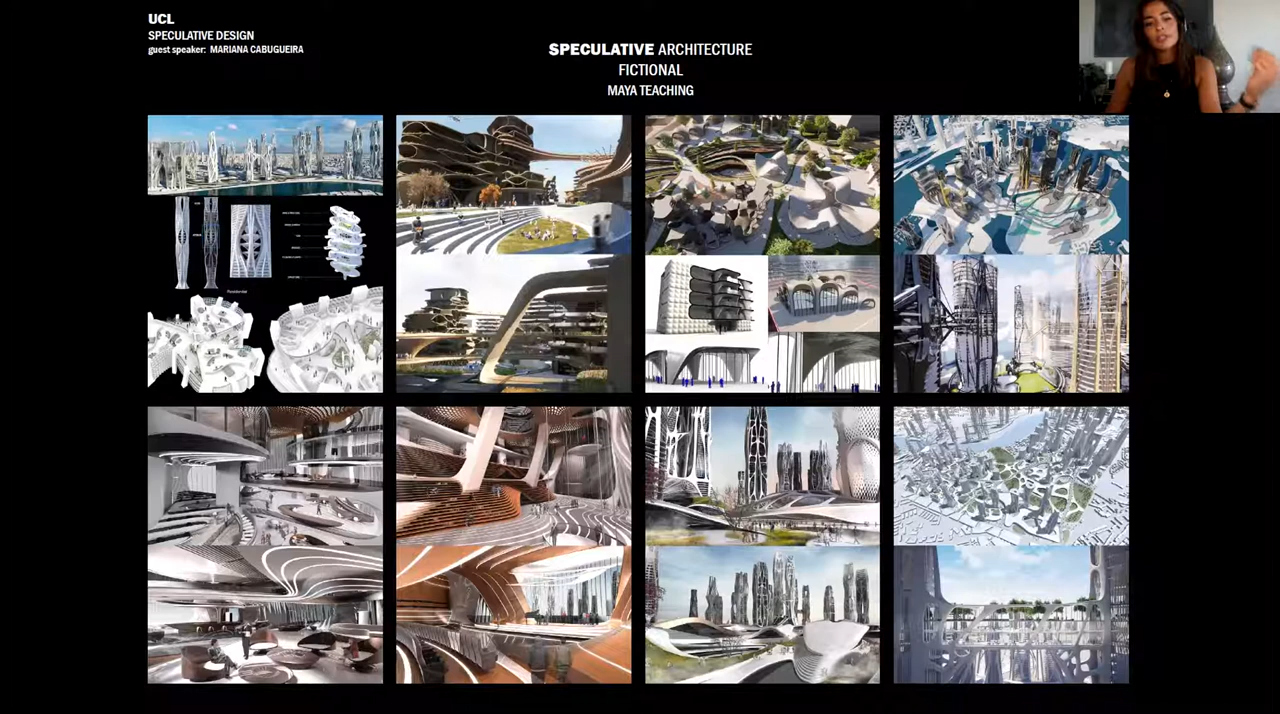 UCL
SPECULATIVE DESIGN
guest speaker: MARIANA CABUGUEIRA
SPECULATIVE ARCHITECTURE
FICTIONAL
MAYA TEACHING